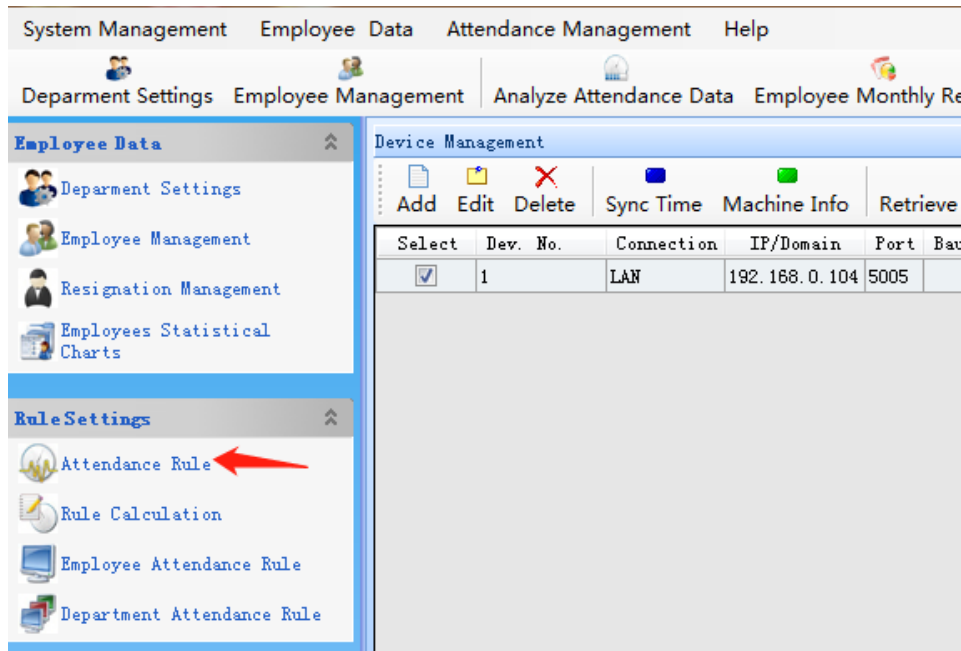 System Management Employee Data Attendance Management Help
Deparment Settings Employee Management Analyze Attendance Data Employee Monthly
Employee Data
Deparment Settings
Employee Management
Resignation Management
Employees Statistical
Charts
Rule Settings
Attendance Rule
Rule Calculation
Employee Attendance Rule
Department Attendance Rule
Device Management
Add Edit Delete Sync Time Machine Info Retrieve
Select Dev. No. Connection IP/Domain Port
1 LAN 192.168.0.104 5005